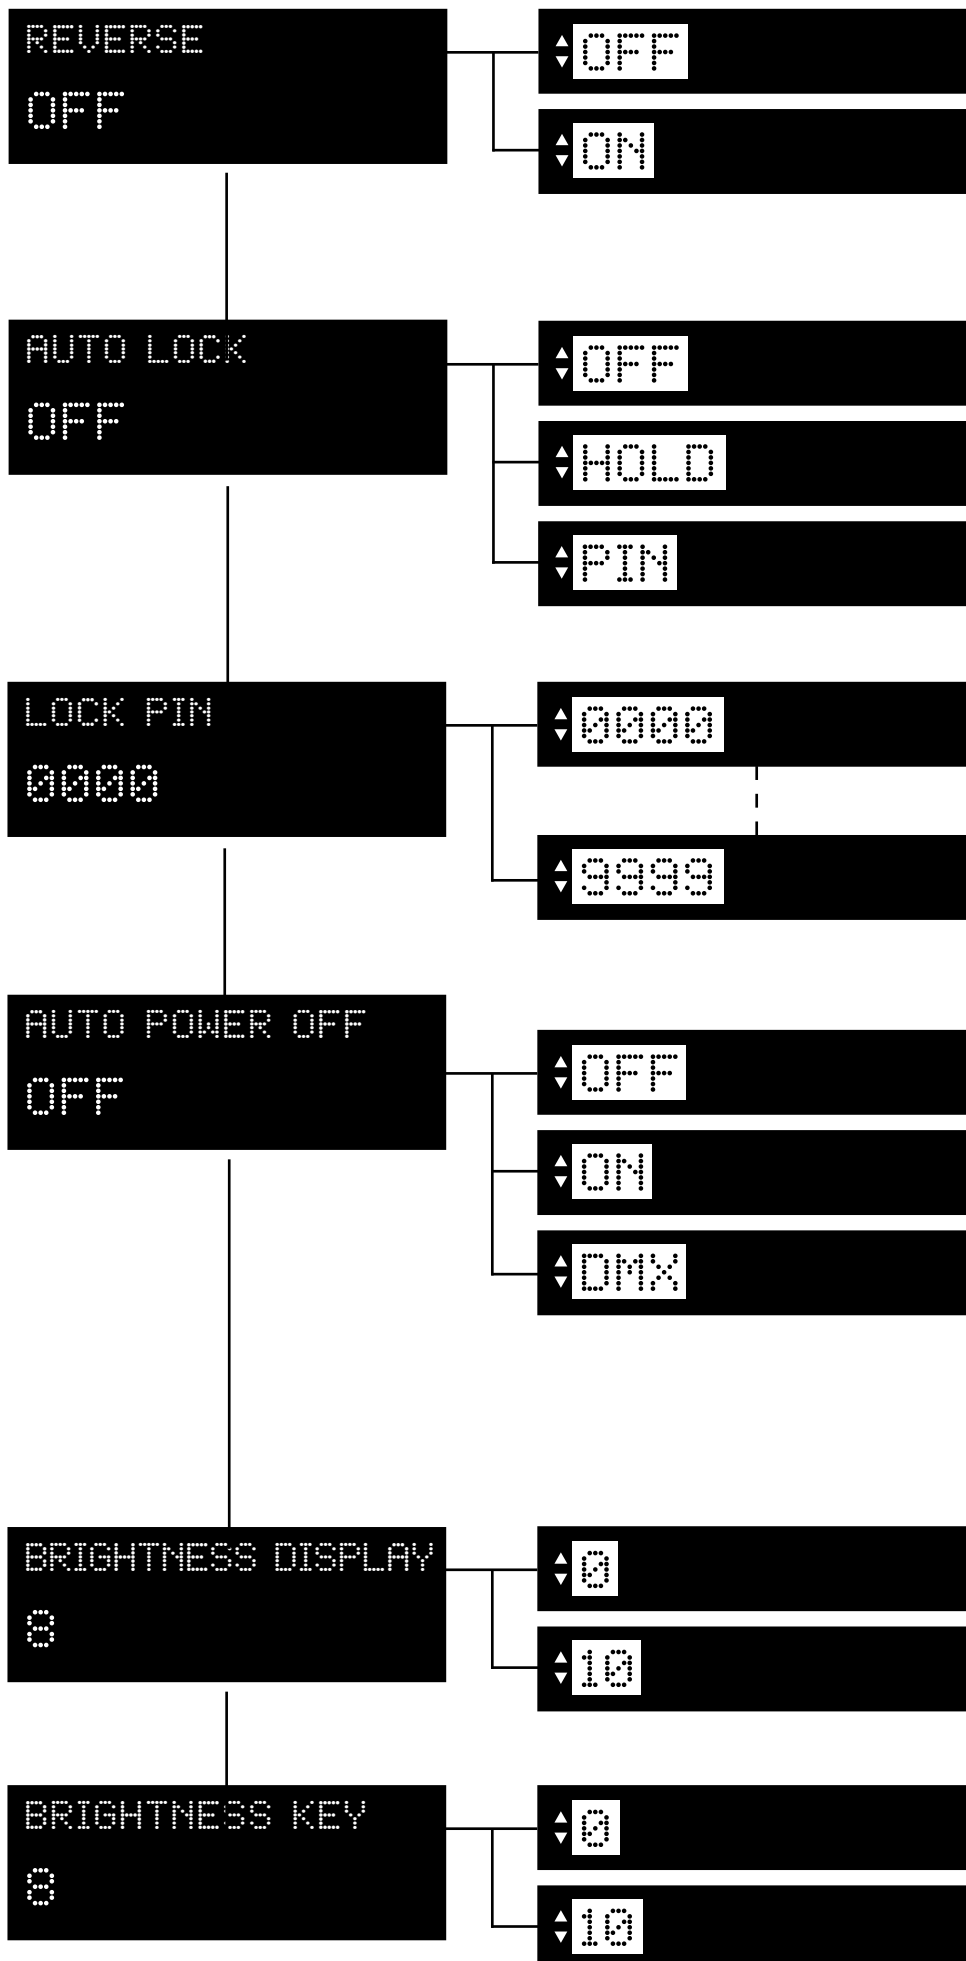 REVERSE
OFF
OFF
ON
AUTO LOCK
OFF
OFF
HOLD
PIN
LOCK PIN
0000
0000
9999
AUTO POWER OFF
OFF
OFF
ON
DMX
BRIGHTNESS DISPLAY
8
0
10
BRIGHTNESS KEY
8
0
10